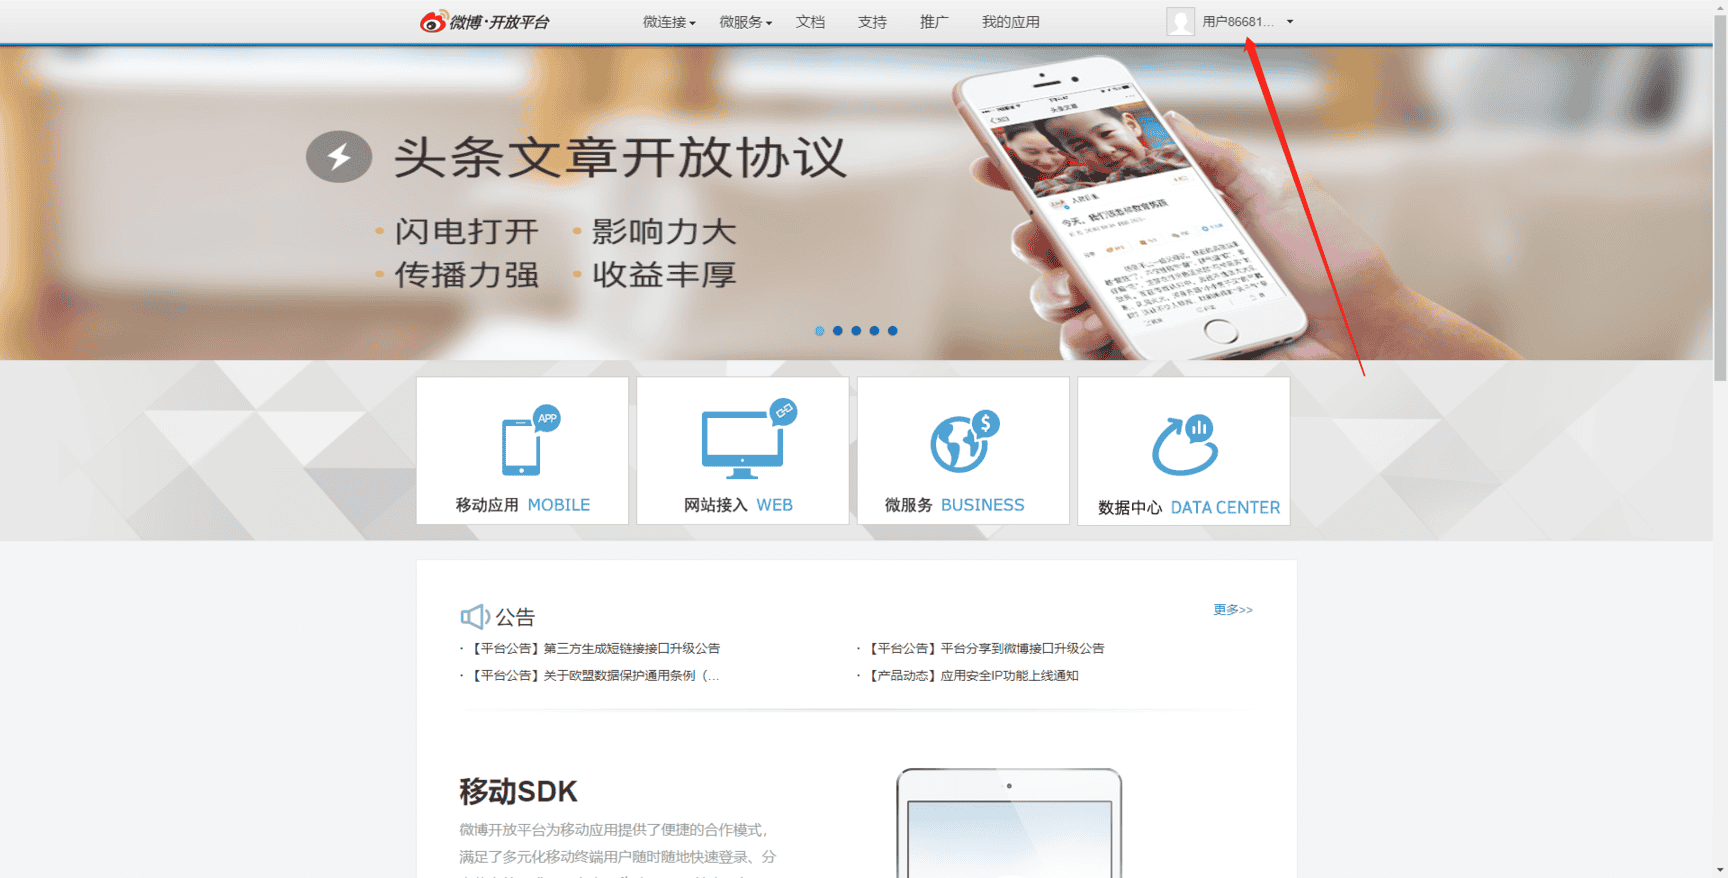 微博·开放平台
微连接
微服务
文档
支持
推广
我的应用
用户86681...
头条文章开放协议
闪电打开
影响力大
传播力强
收益丰厚
头条文章
APP
移动应用 MOBILE
网站接入 WEB
$
微服务 BUSINESS
数据中心 DATA CENTER
公告
更多>>
· 【平台公告】第三方生成短链接接口升级公告
· 【平台公告】平台分享到微博接口升级公告
· 【平台公告】关于欧盟数据保护通用条例（...
· 【产品动态】应用安全IP功能上线通知
移动SDK
微博开放平台为移动应用提供了便捷的合作模式，
满足了多元化移动终端用户随时随地快速登录、分